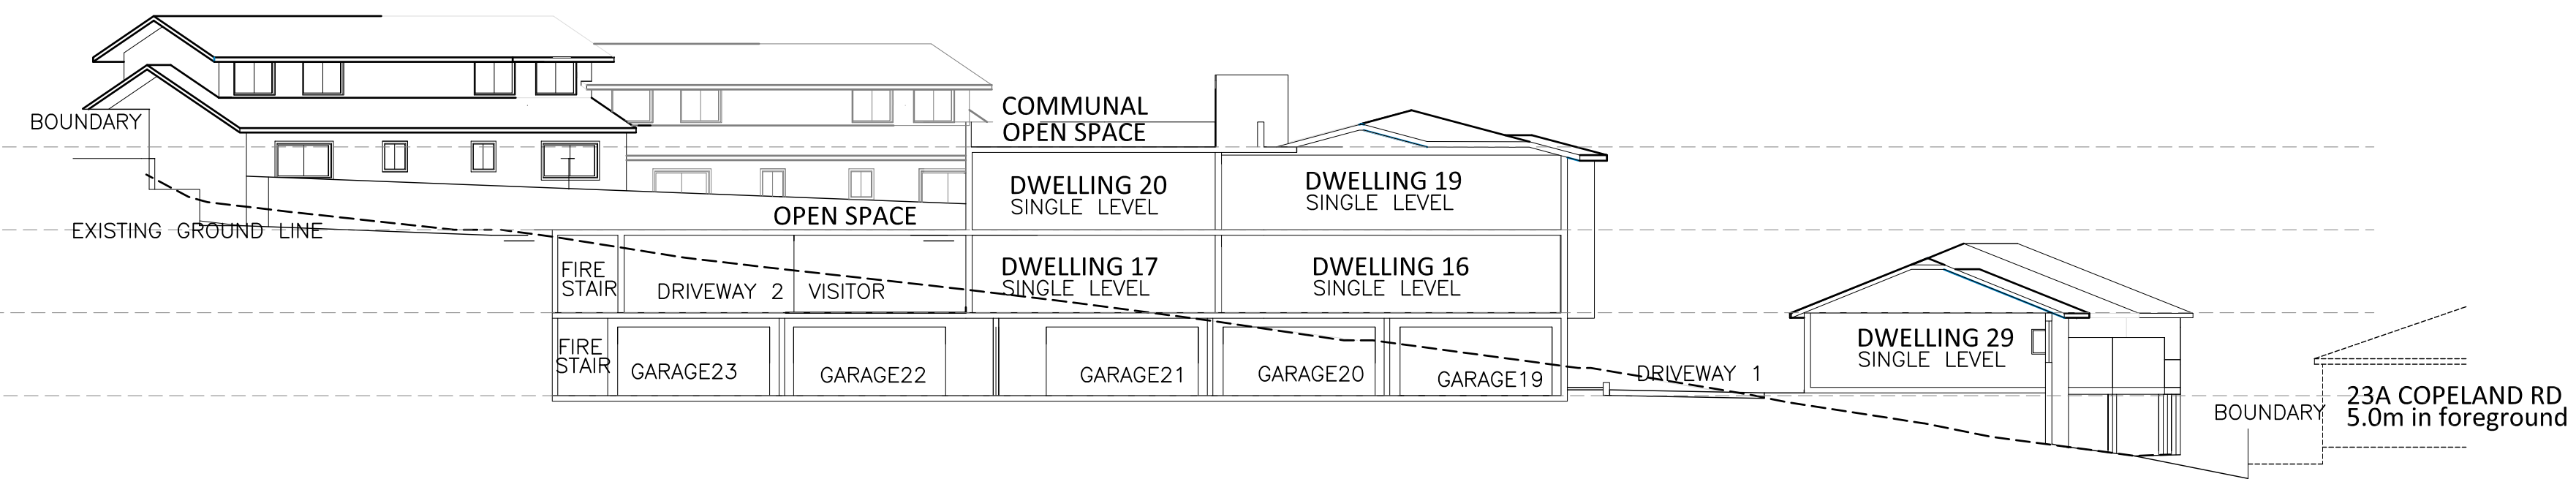 BOUNDARY
EXISTING GROUND LINE
COMMUNAL
OPEN SPACE
OPEN SPACE
DWELLING 20
SINGLE LEVEL
DWELLING 19
SINGLE LEVEL
FIRE
STAIR
DRIVEWAY 2
VISITOR
DWELLING 17
SINGLE LEVEL
DWELLING 16
SINGLE LEVEL
FIRE
STAIR
GARAGE23
GARAGE22
GARAGE21
GARAGE20
GARAGE19
DRIVEWAY 1
DWELLING 29
SINGLE LEVEL
BOUNDARY
23A COPELAND RD
5.0m in foreground